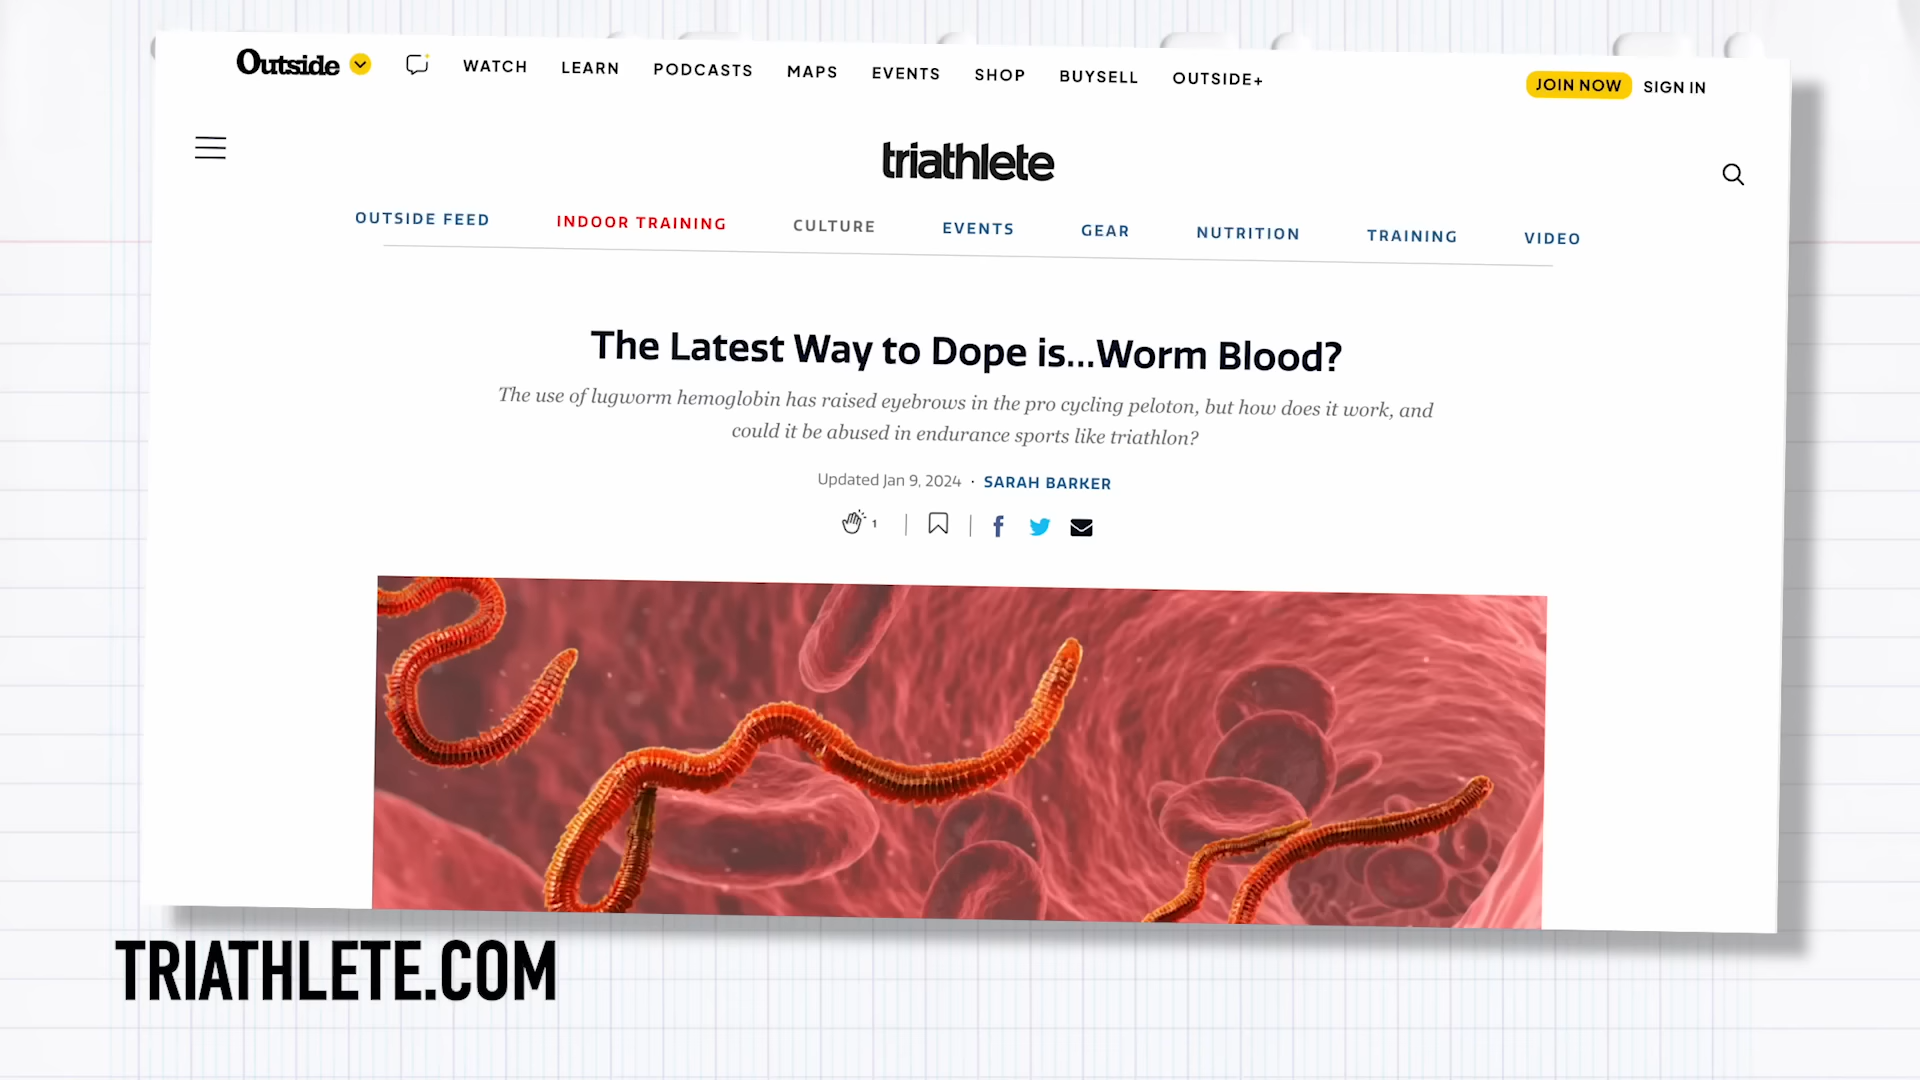 Outside
WATCH LEARN PODCASTS MAPS EVENTS SHOP BUYSELL OUTSIDE+ JOIN NOW SIGN IN
triathlete
OUTSIDE FEED INDOOR TRAINING CULTURE EVENTS GEAR NUTRITION TRAINING VIDEO
The Latest Way to Dope is...Worm Blood?
The use of lugworm hemoglobin has raised eyebrows in the pro cycling peloton, but how does it work, and
could it be abused in endurance sports like triathlon?
Updated Jan 9, 2024 · SARAH BARKER
1
TRIATHLETE.COM